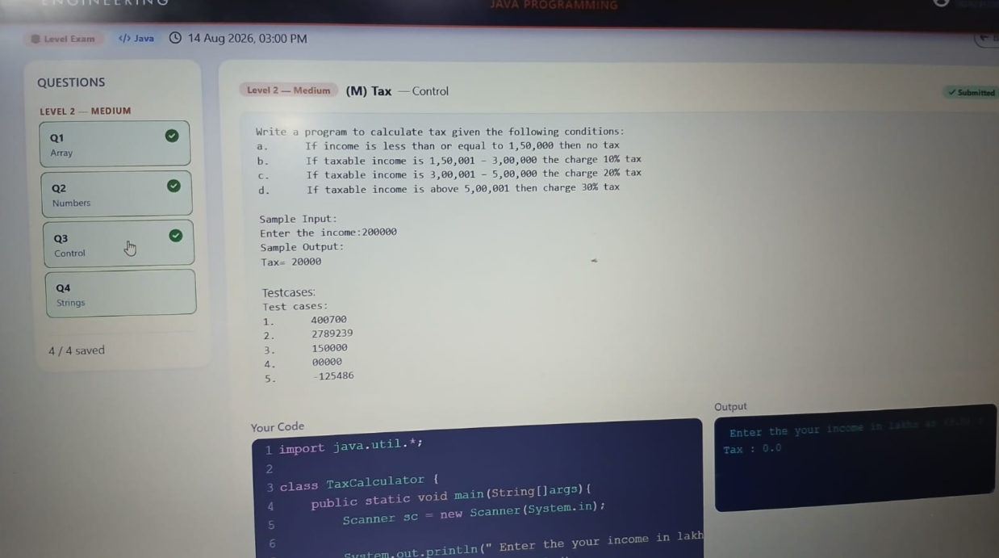 ENGINEERING
JAVA PROGRAMMING
Level Exam </> Java 14 Aug 2026, 03:00 PM
QUESTIONS
LEVEL 2 — MEDIUM
Q1
Array
Q2
Numbers
Q3
Control
Q4
Strings
4 / 4 saved
Level 2 — Medium (M) Tax — Control
✓ Submitted
Write a program to calculate tax given the following conditions:
a. If income is less than or equal to 1,50,000 then no tax
b. If taxable income is 1,50,001 - 3,00,000 the charge 10% tax
c. If taxable income is 3,00,001 - 5,00,000 the charge 20% tax
d. If taxable income is above 5,00,001 then charge 30% tax
Sample Input:
Enter the income:200000
Sample Output:
Tax= 20000
Testcases:
Test cases:
1. 400700
2. 2789239
3. 150000
4. 00000
5. -125486
Your Code
1 import java.util.*;
2
3 class TaxCalculator {
4 public static void main(String[]args){
5 Scanner sc = new Scanner(System.in);
6
System.out.println(" Enter the your income in lakh
Output
Enter the your income in lakhs as
Tax : 0.0